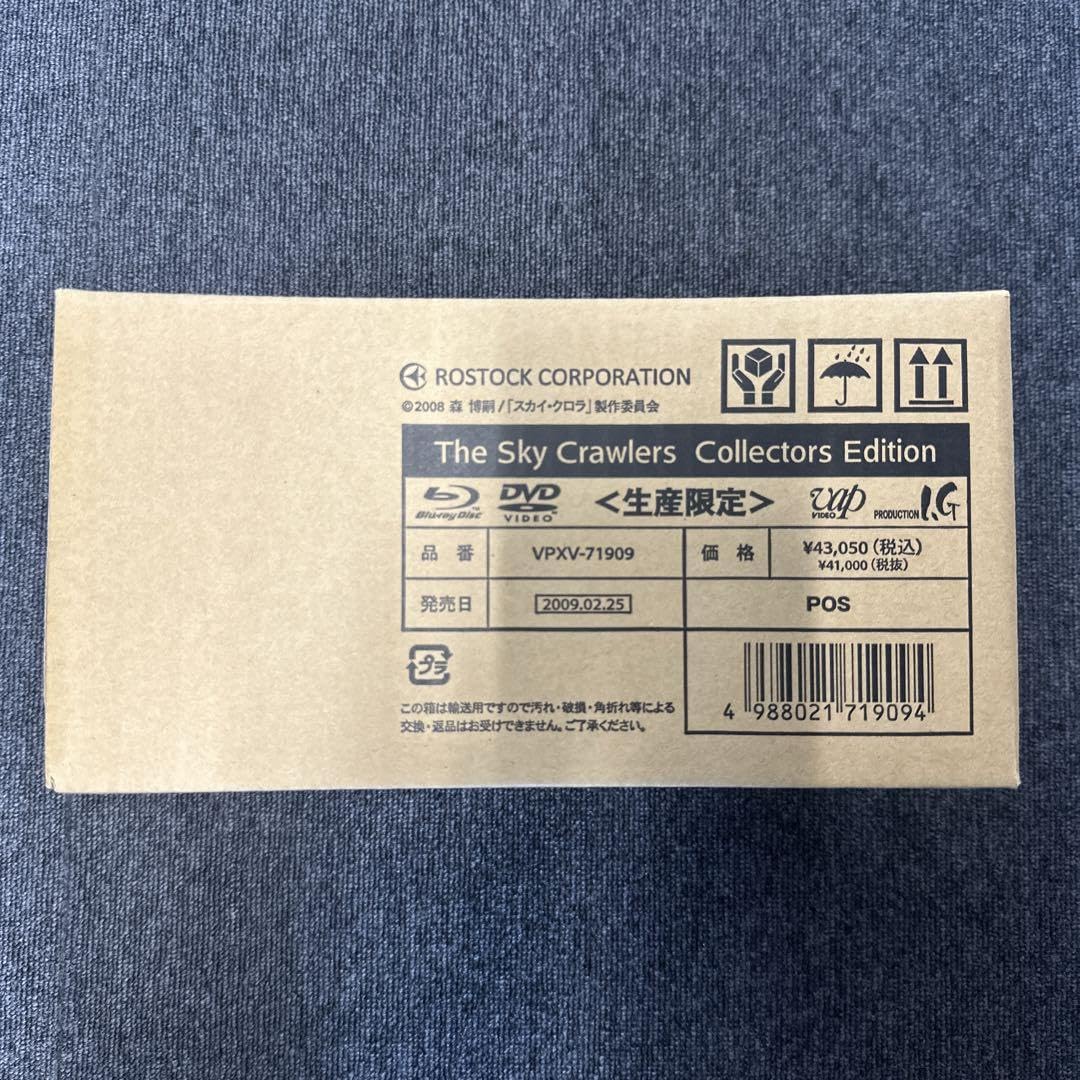 ROSTOCK CORPORATION
©2008 森 博嗣/「スカイ・クロラ」製作委員会
The Sky Crawlers Collectors Edition
Blu-ray Disc™ DVD VIDEO <生産限定> vap VIDEO PRODUCTION I.G
品番 VPXV-71909 価格 ¥43,050(税込)
¥41,000(税抜)
発売日 2009.02.25 POS
プラ
この箱は輸送用ですので汚れ・破損・角折れ等による
交換・返品はお受けできません。ご了承ください。
4 988021 719094